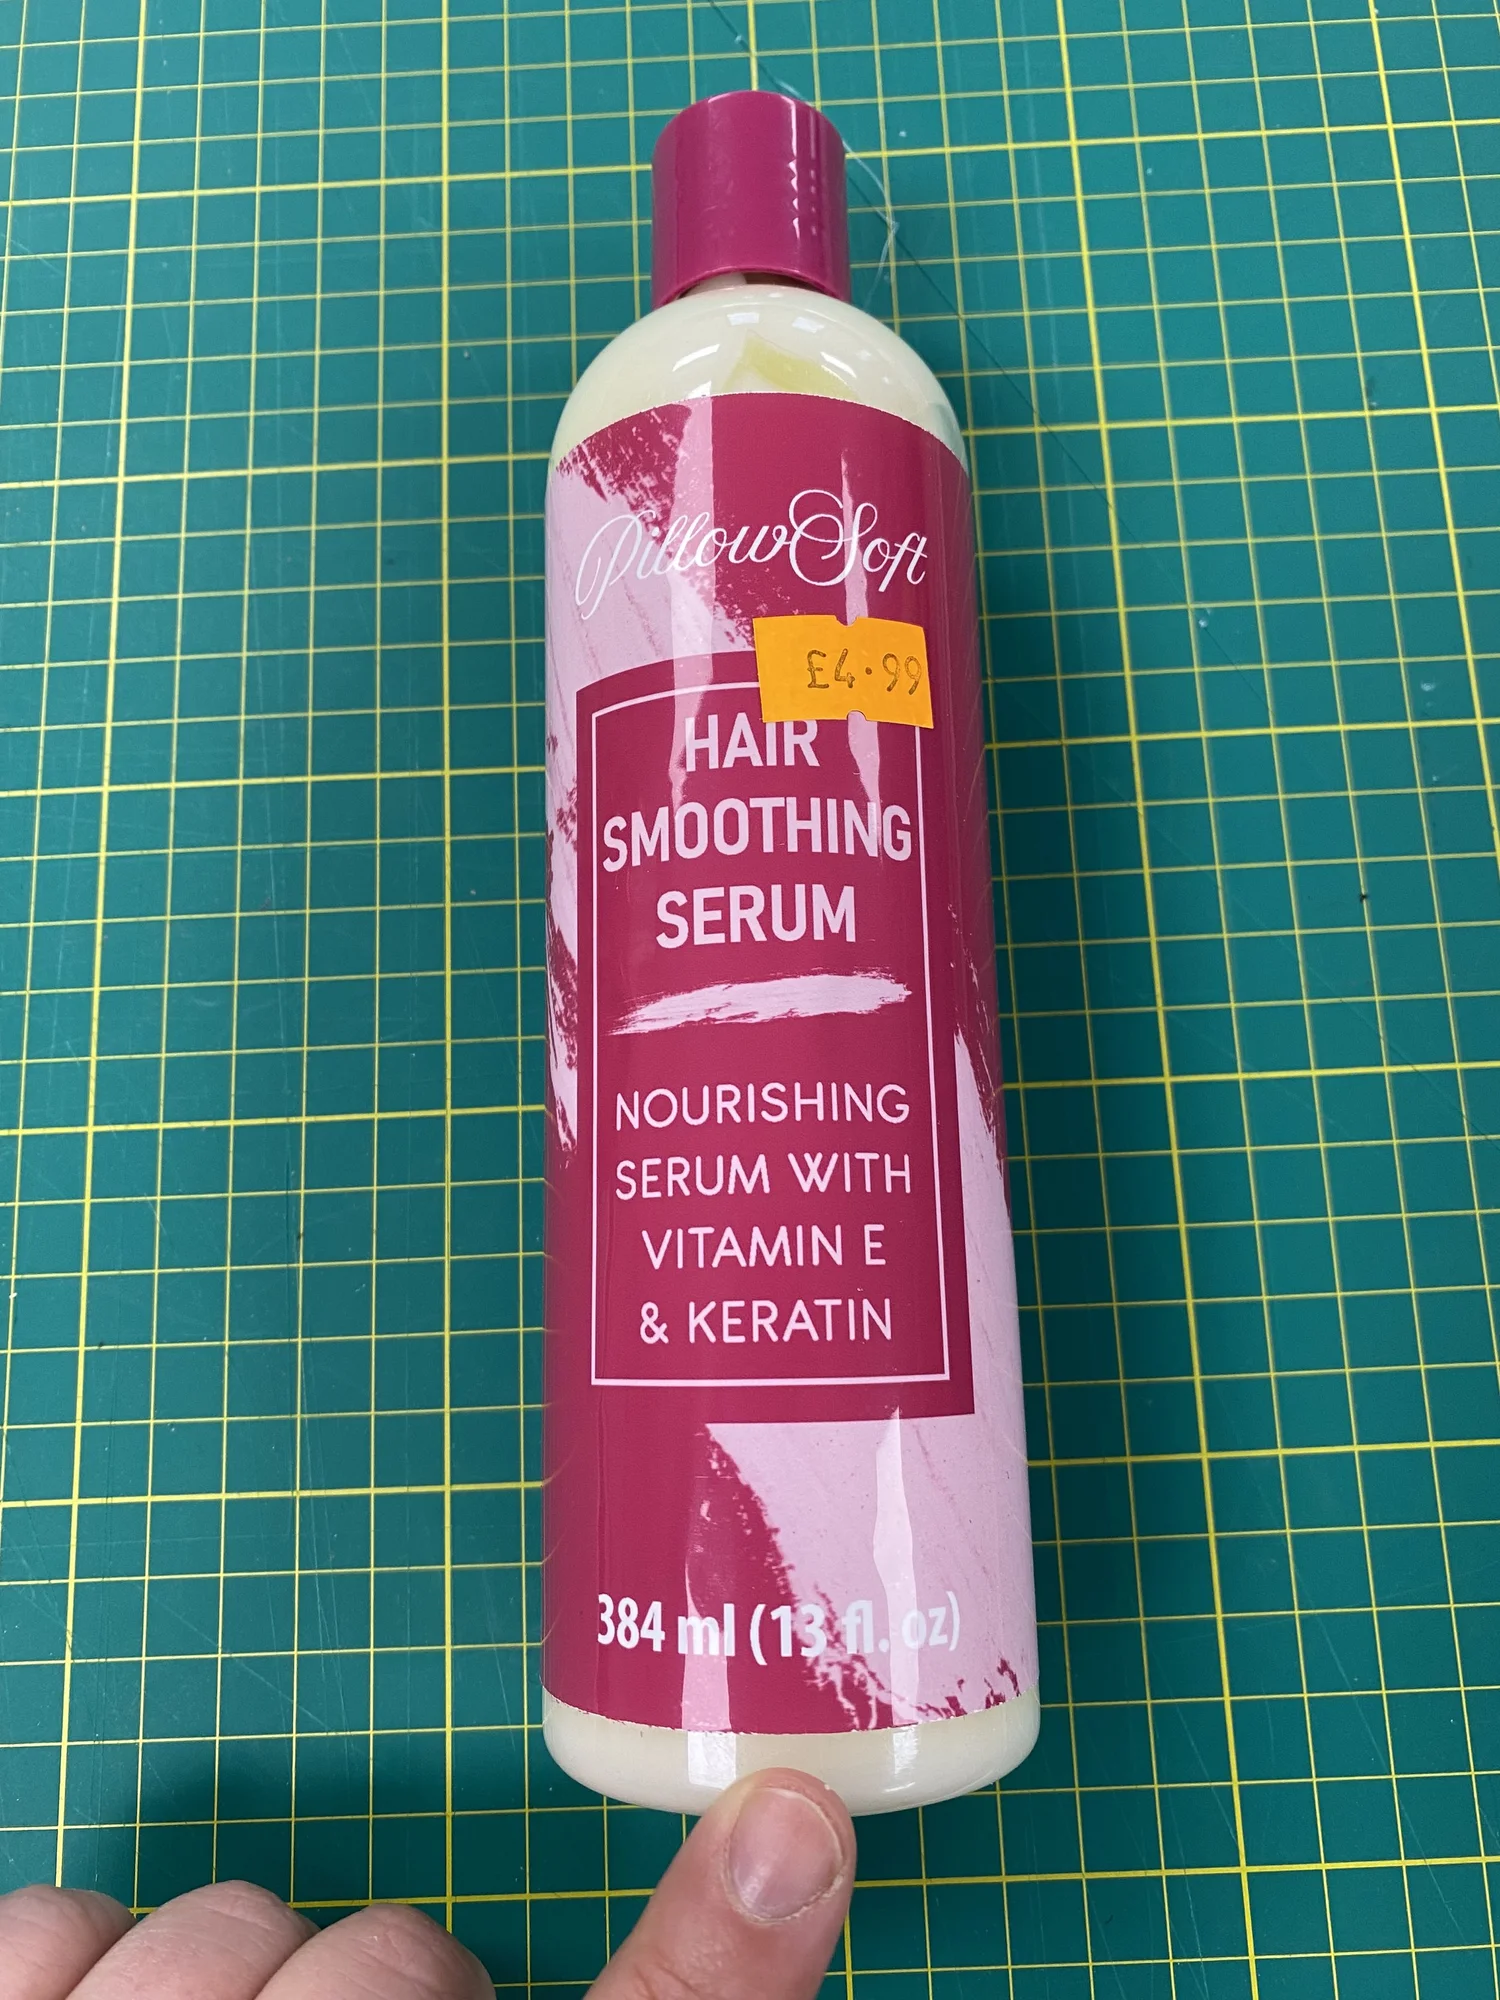 PillowSoft
£4.99
HAIR
SMOOTHING
SERUM
NOURISHING
SERUM WITH
VITAMIN E
& KERATIN
384 ml (13 fl. oz)